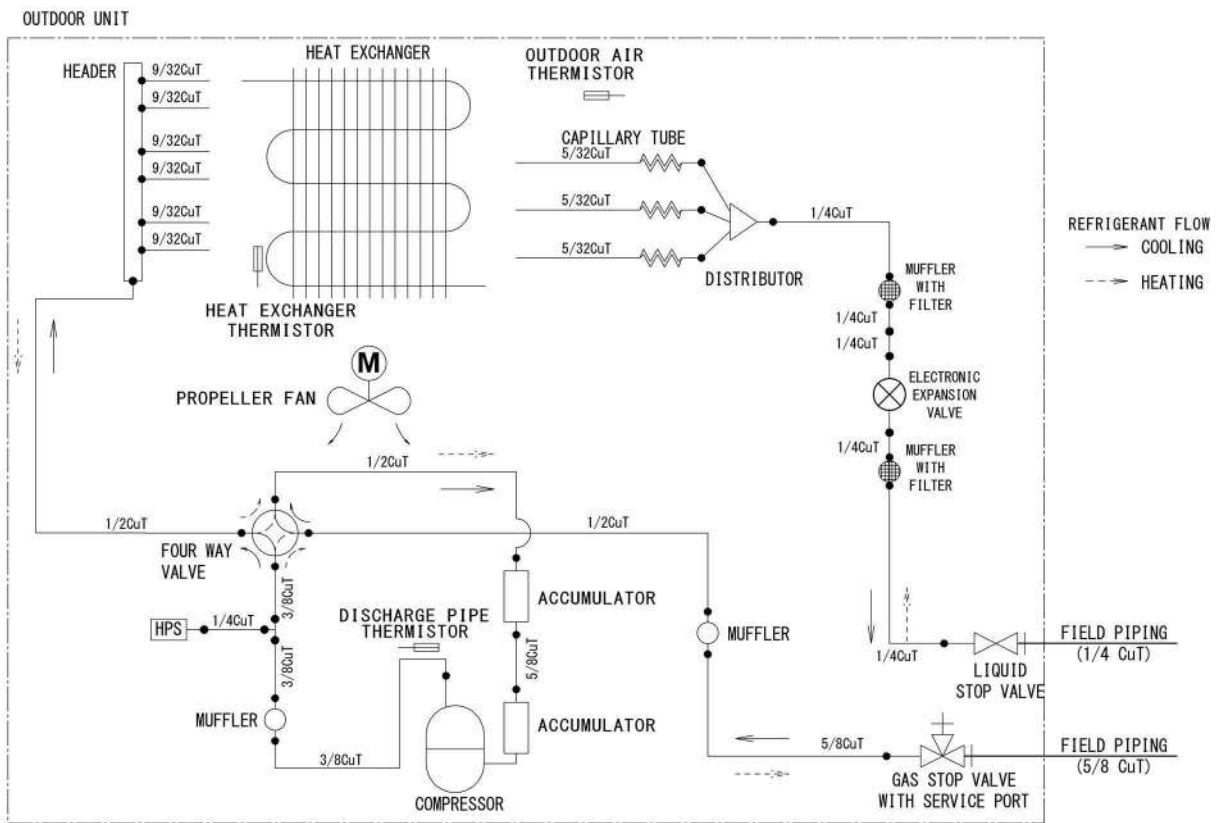 OUTDOOR UNIT
HEADER
9/32CuT
9/32CuT
9/32CuT
9/32CuT
9/32CuT
9/32CuT
HEAT EXCHANGER
HEAT EXCHANGER
THERMISTOR
OUTDOOR AIR
THERMISTOR
CAPILLARY TUBE
5/32CuT
5/32CuT
5/32CuT
DISTRIBUTOR
1/4CuT
MUFFLER
WITH
FILTER
1/4CuT
1/4CuT
ELECTRONIC
EXPANSION
VALVE
1/4CuT
MUFFLER
WITH
FILTER
REFRIGERANT FLOW
COOLING
HEATING
M
PROPELLER FAN
1/2CuT
1/2CuT
1/2CuT
FOUR WAY
VALVE
3/8CuT
HPS
1/4CuT
3/8CuT
MUFFLER
3/8CuT
DISCHARGE PIPE
THERMISTOR
COMPRESSOR
ACCUMULATOR
5/8CuT
ACCUMULATOR
MUFFLER
1/4CuT
LIQUID
STOP VALVE
FIELD PIPING
(1/4 CuT)
5/8CuT
GAS STOP VALVE
WITH SERVICE PORT
FIELD PIPING
(5/8 CuT)